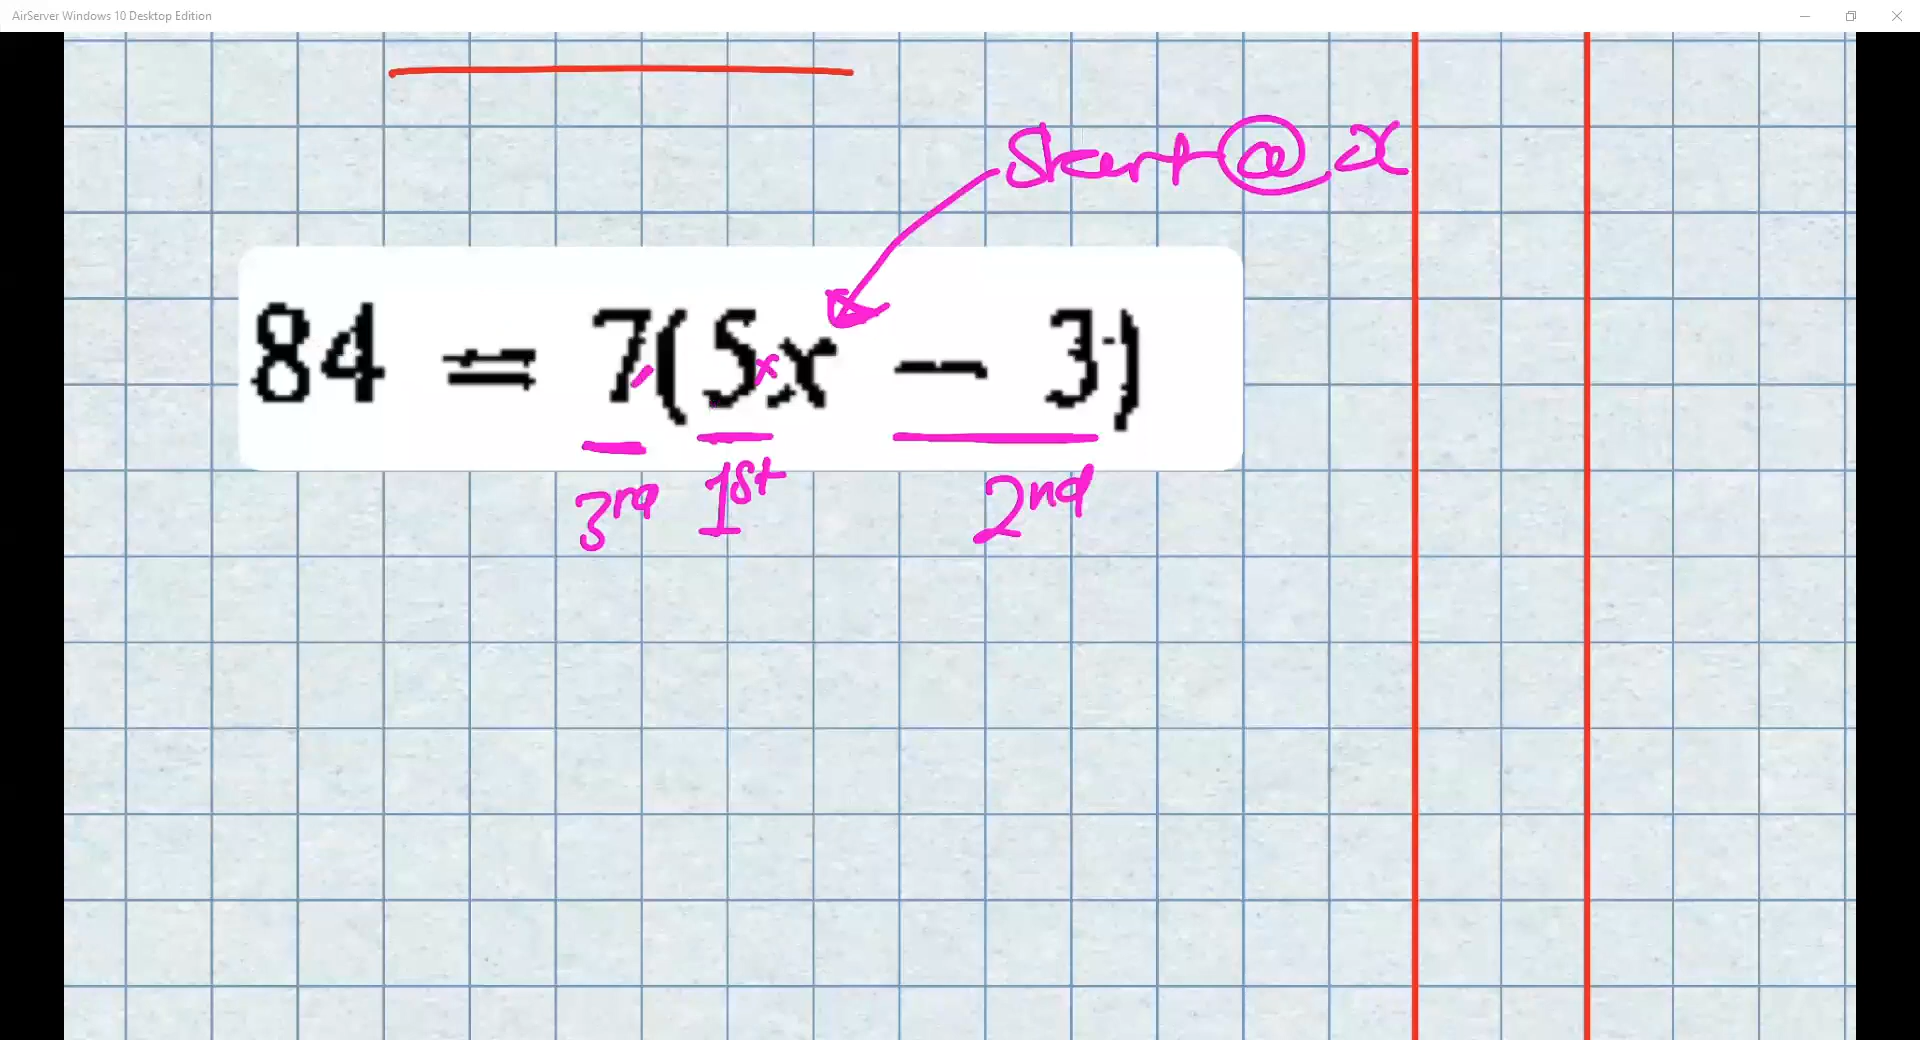 AirServer Windows 10 Desktop Edition
Start @ x
84 = 7(5x − 3)
3rd 1st 2nd